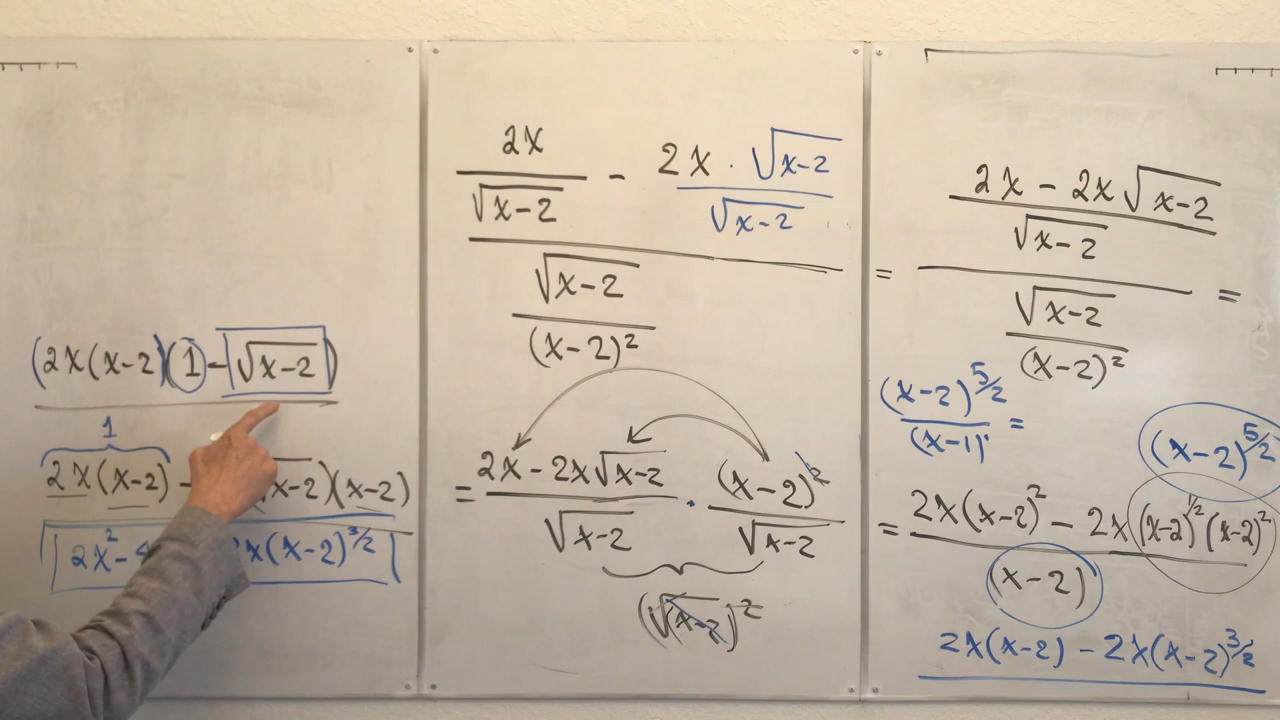 (2x(x-2)(1-√(x-2))
1
2x(x-2) - (x-2)(x-2)
2x² - 4 2x(x-2)^3/2
2x/√(x-2) - 2x · √(x-2)/√(x-2)
√(x-2)/(x-2)²
= (2x - 2x√(x-2))/√(x-2) · (x-2)²/√(x-2)
(√(x-2))²
= (2x - 2x√(x-2))/√(x-2)
√(x-2)/(x-2)² =
(x-2)^5/2/(x-1)¹ =
(x-2)^5/2
= (2x(x-2)² - 2x(x-2)^1/2 (x-2)²)/(x-2)
2x(x-2) - 2x(x-2)^3/2